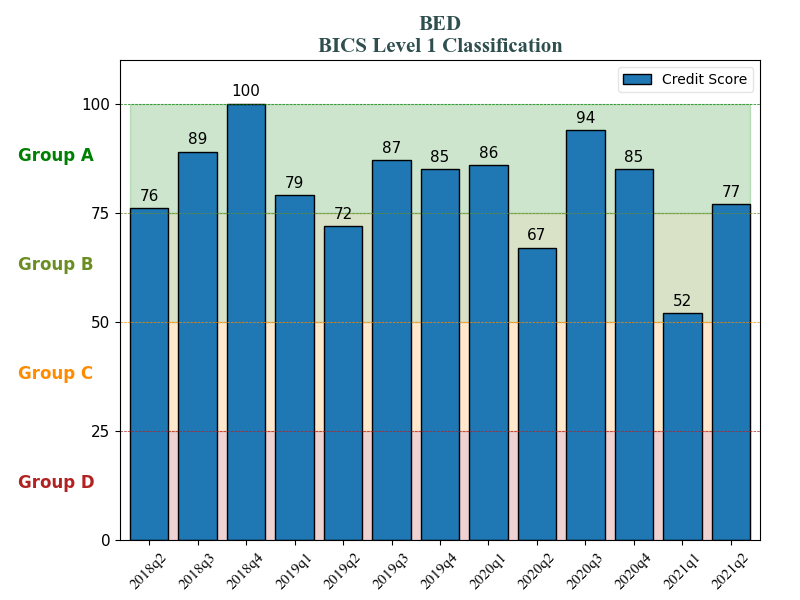 BED
BICS Level 1 Classification
Credit Score
100
75
50
25
0
Group A
Group B
Group C
Group D
76
89
100
79
72
87
85
86
67
94
85
52
77
2018q2
2018q3
2018q4
2019q1
2019q2
2019q3
2019q4
2020q1
2020q2
2020q3
2020q4
2021q1
2021q2